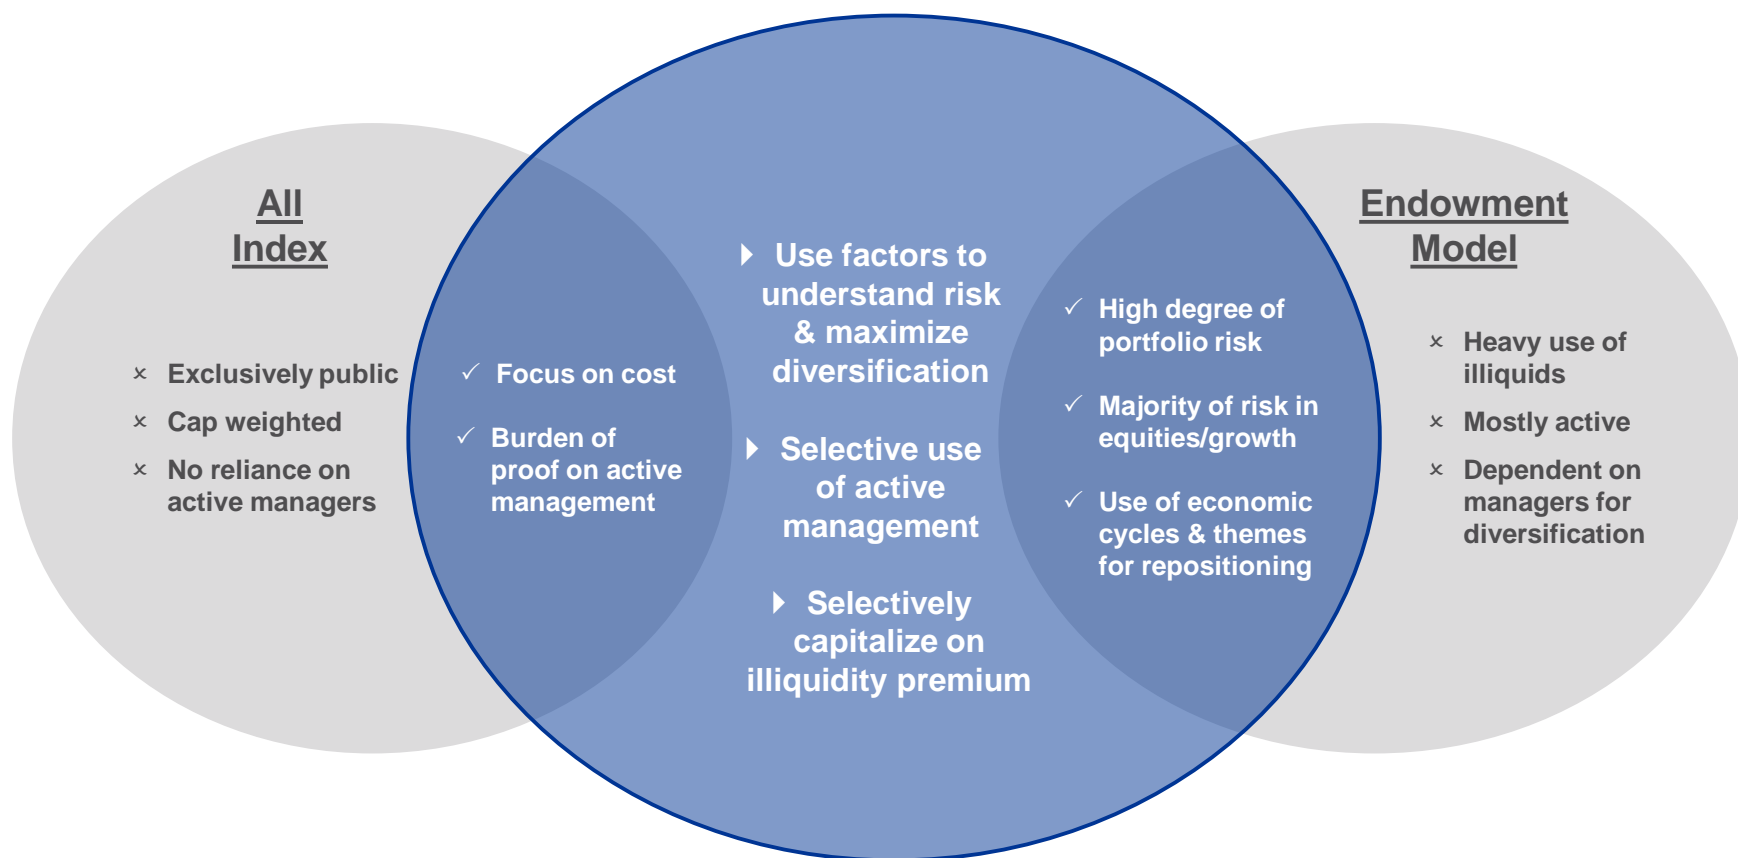 All
Index
× Exclusively public
× Cap weighted
× No reliance on
active managers
✓ Focus on cost
✓ Burden of
proof on active
management
Use factors to
understand risk
& maximize
diversification
Selective use
of active
management
Selectively
capitalize on
illiquidity premium
✓ High degree of
portfolio risk
✓ Majority of risk in
equities/growth
✓ Use of economic
cycles & themes
for repositioning
Endowment
Model
× Heavy use of
illiquids
× Mostly active
× Dependent on
managers for
diversification